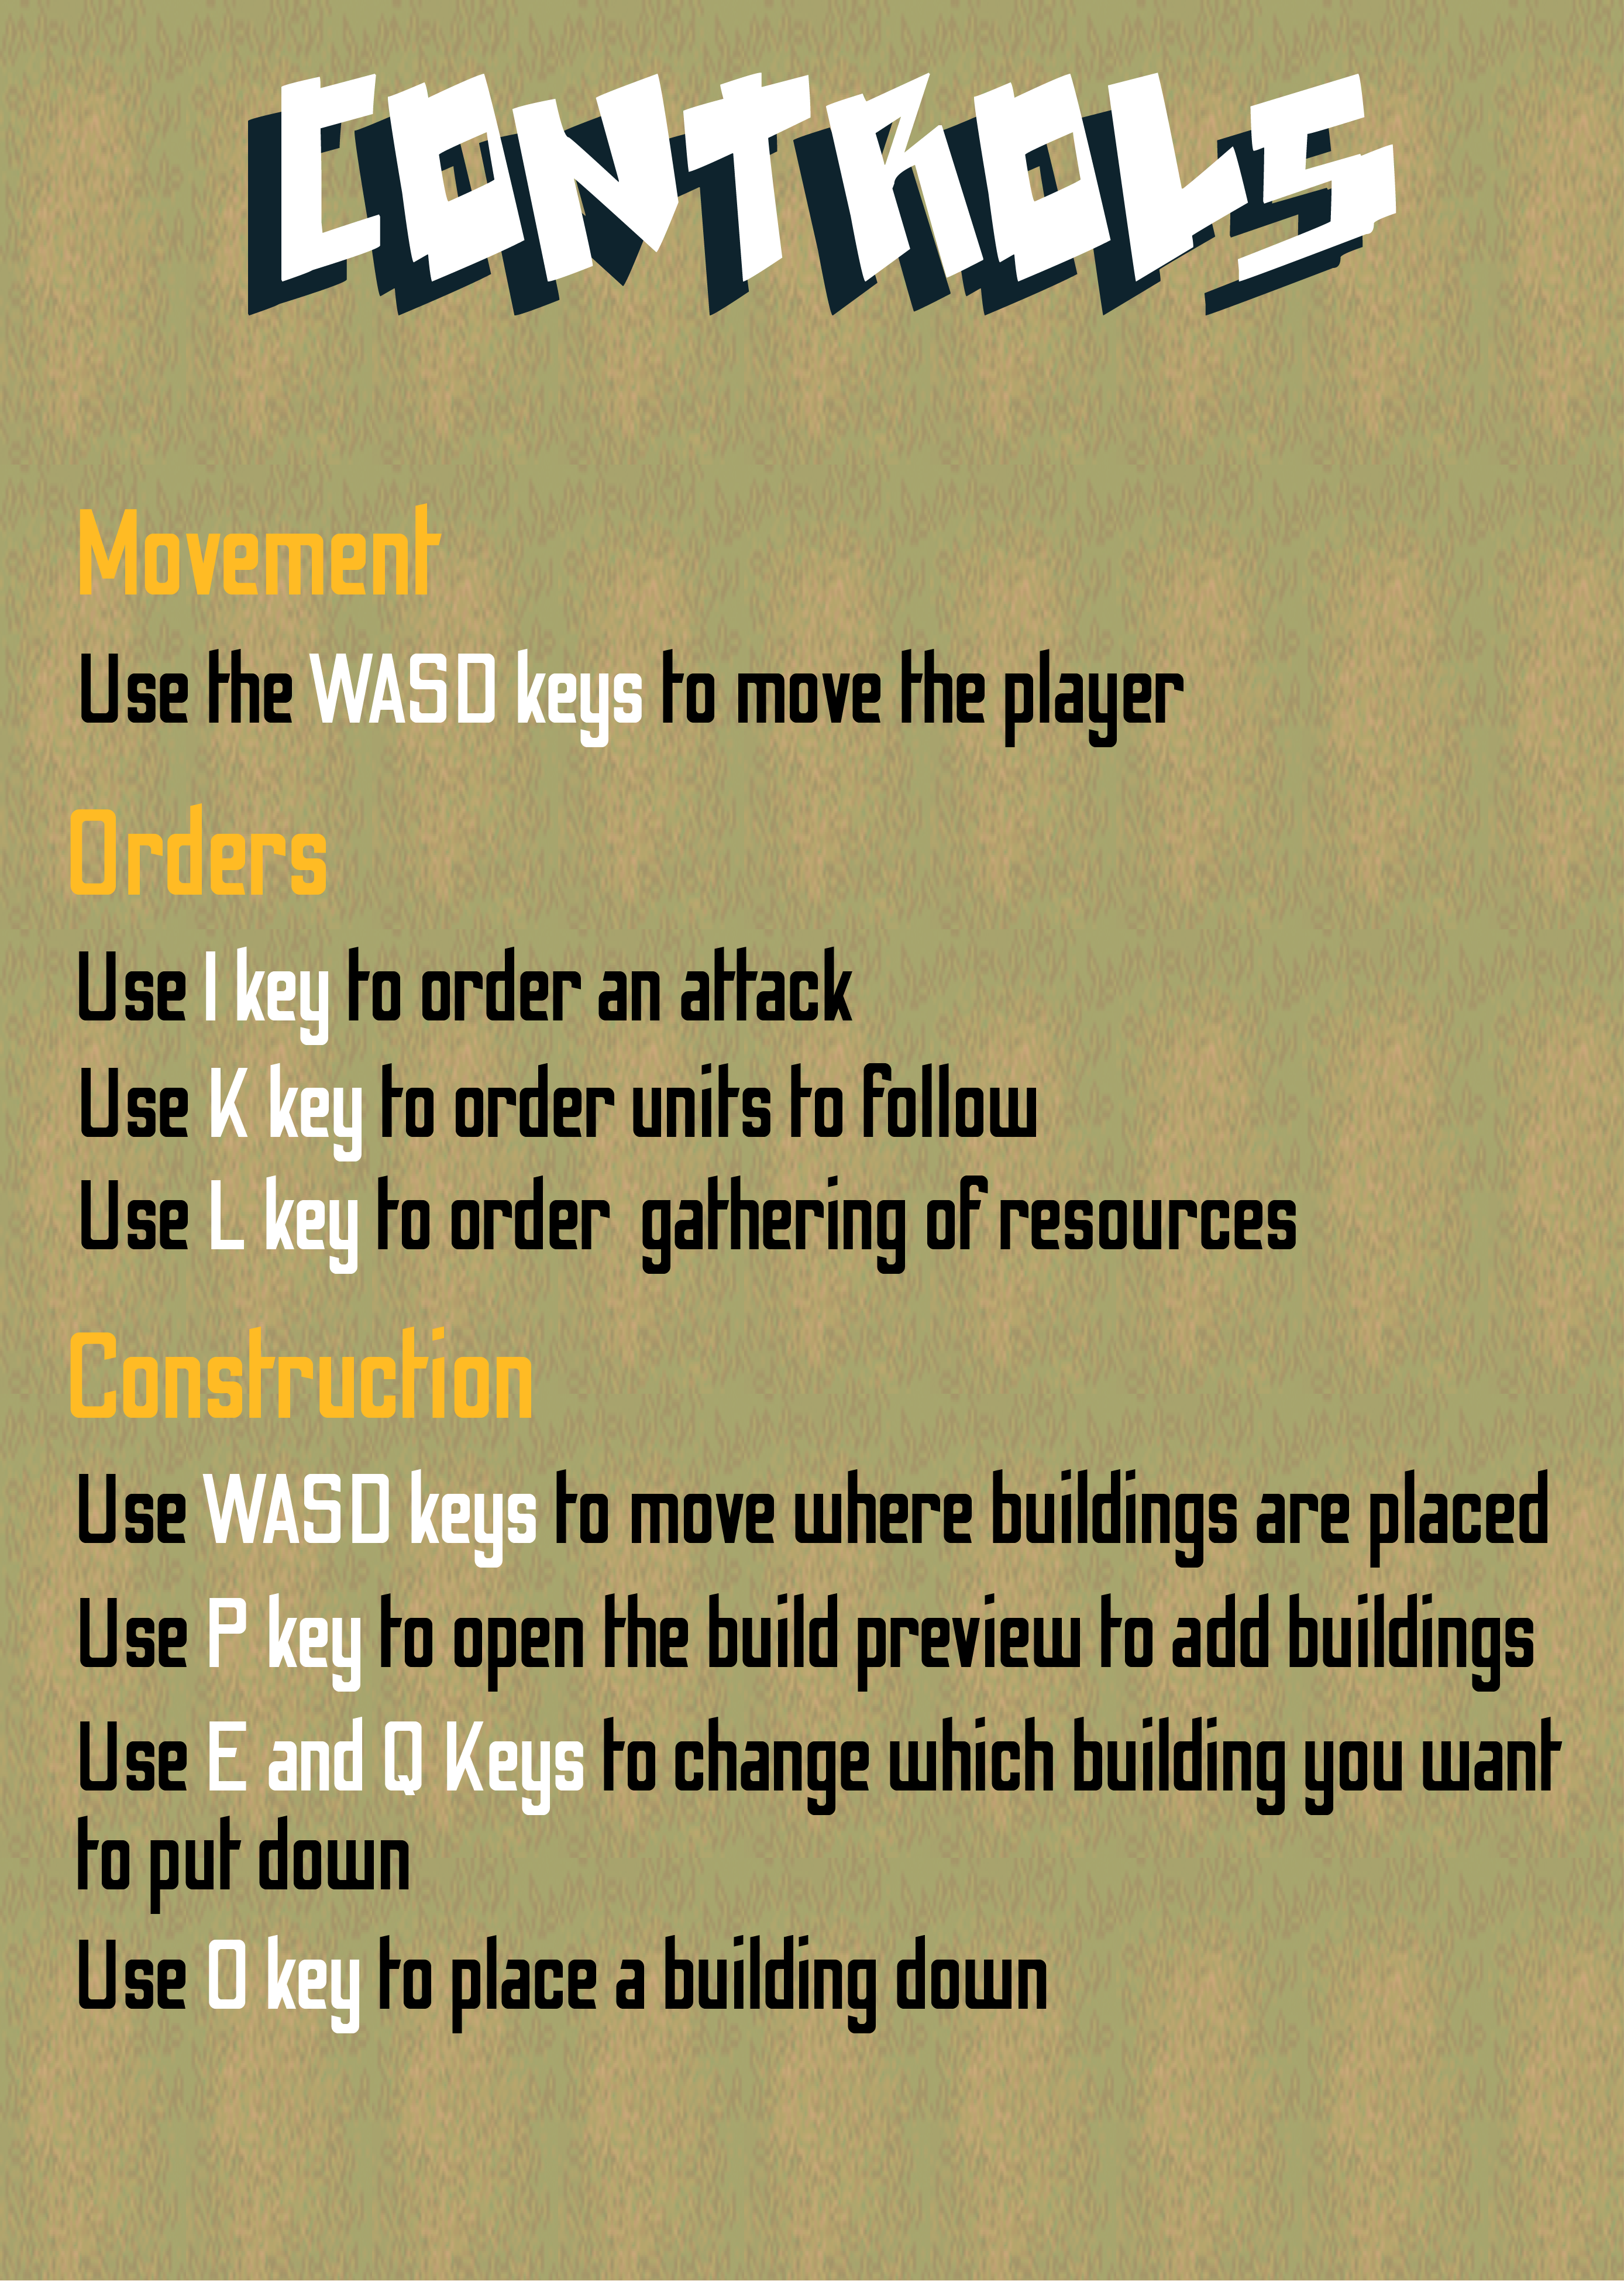 CONTROLS
Movement
Use the WASD keys to move the player
Orders
Use I key to order an attack
Use K key to order units to follow
Use L key to order gathering of resources
Construction
Use WASD keys to move where buildings are placed
Use P key to open the build preview to add buildings
Use E and Q Keys to change which building you want
to put down
Use O key to place a building down